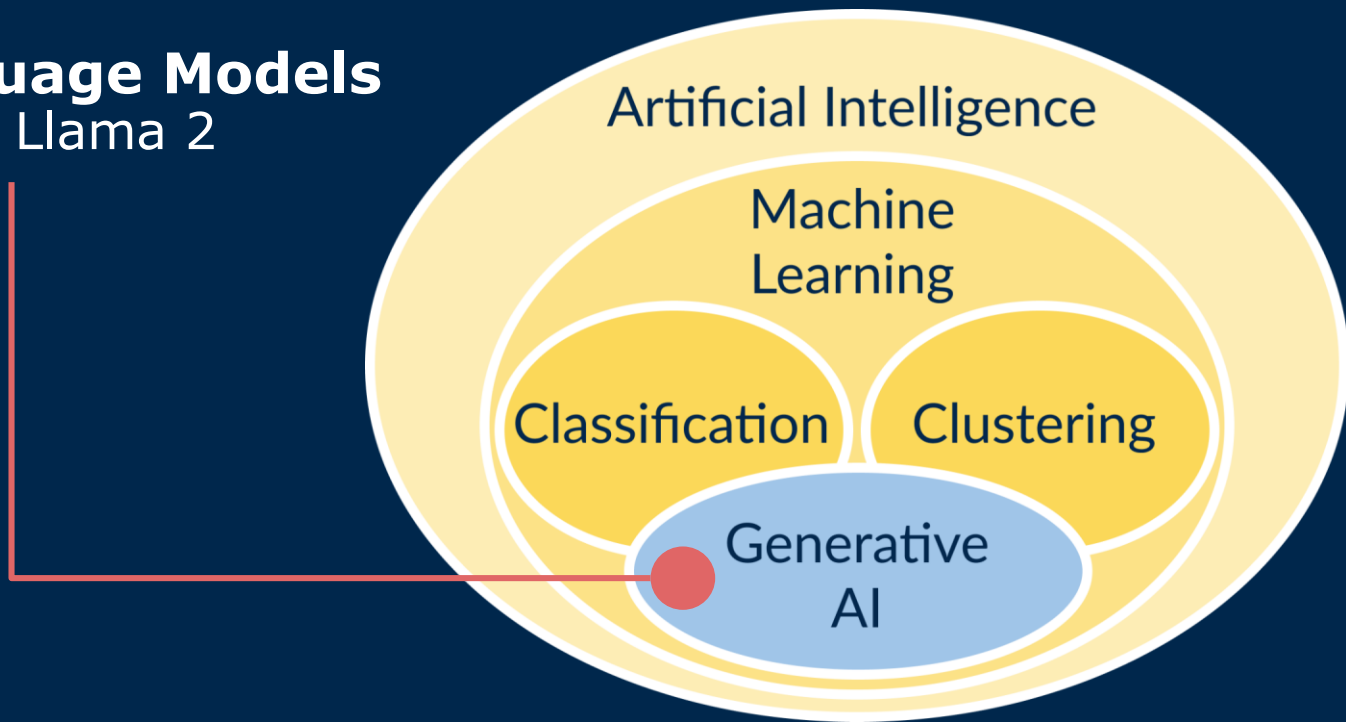 uage Models
Llama 2
Artificial Intelligence
Machine
Learning
Classification
Clustering
Generative
AI